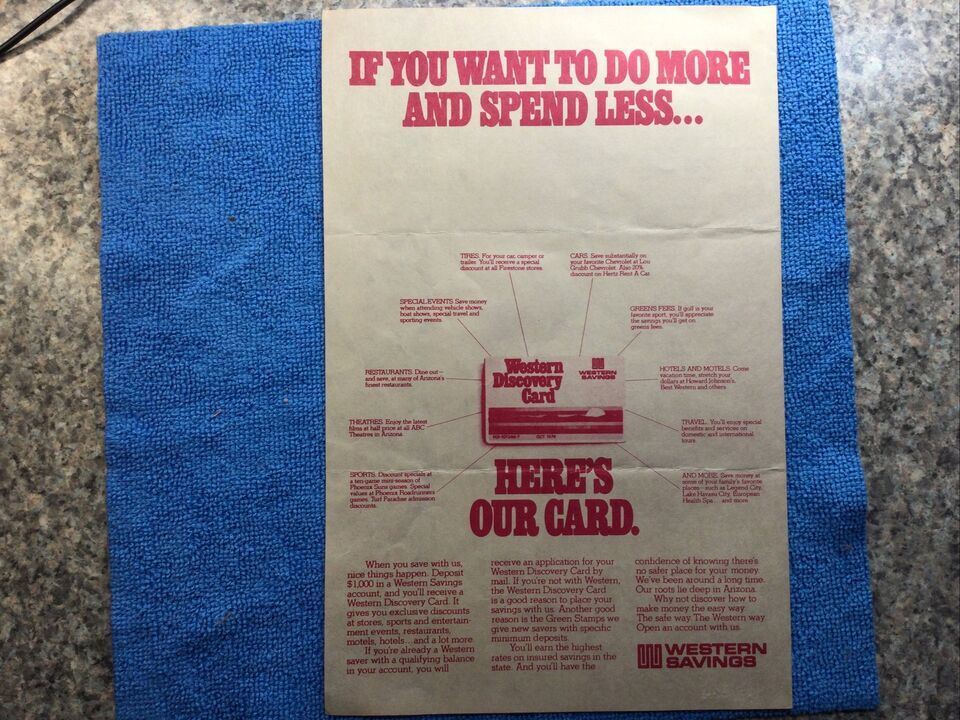 IF YOU WANT TO DO MORE
AND SPEND LESS...
TIRES. For your car, camper or
trailer. You'll receive a special
discount at all Firestone stores.
CARS. Save substantially on
your favorite Chevrolet at Lou
Grubb Chevrolet. Also 20%
discount on Hertz Rent A Car.
SPECIAL EVENTS. Save money
when attending vehicle shows,
boat shows, special travel and
sporting events.
GREENS FEES. If golf is your
favorite sport, you'll appreciate
the savings you'll get on
greens fees.
RESTAURANTS. Dine out—
and save, at many of Arizona's
finest restaurants.
HOTELS AND MOTELS. Come
vacation time, stretch your
dollars at Howard Johnson's,
Best Western and others.
THEATRES. Enjoy the latest
films at half price at all ABC
Theatres in Arizona.
TRAVEL. You'll enjoy special
benefits and services on
domestic and international
tours.
SPORTS. Discount specials at
a ten-game mini-season of
Phoenix Suns games. Special
values at Phoenix Roadrunners
games. Turf Paradise admission
discounts.
AND MORE. Save money at
some of your family's favorite
places—such as Legend City,
Lake Havasu City, European
Health Spa... and more.
Western
Discovery
Card
WESTERN
SAVINGS
OCT 1976
HERE'S
OUR CARD.
When you save with us,
nice things happen. Deposit
$1,000 in a Western Savings
account, and you'll receive a
Western Discovery Card. It
gives you exclusive discounts
at stores, sports and entertain-
ment events, restaurants,
motels, hotels...and a lot more.
If you're already a Western
saver with a qualifying balance
in your account, you will
receive an application for your
Western Discovery Card by
mail. If you're not with Western,
the Western Discovery Card
is a good reason to place your
savings with us. Another good
reason is the Green Stamps we
give new savers with specific
minimum deposits.
You'll earn the highest
rates on insured savings in the
state. And you'll have the
confidence of knowing there's
no safer place for your money.
We've been around a long time.
Our roots lie deep in Arizona.
Why not discover how to
make money the easy way.
The safe way. The Western way.
Open an account with us.
WESTERN
SAVINGS